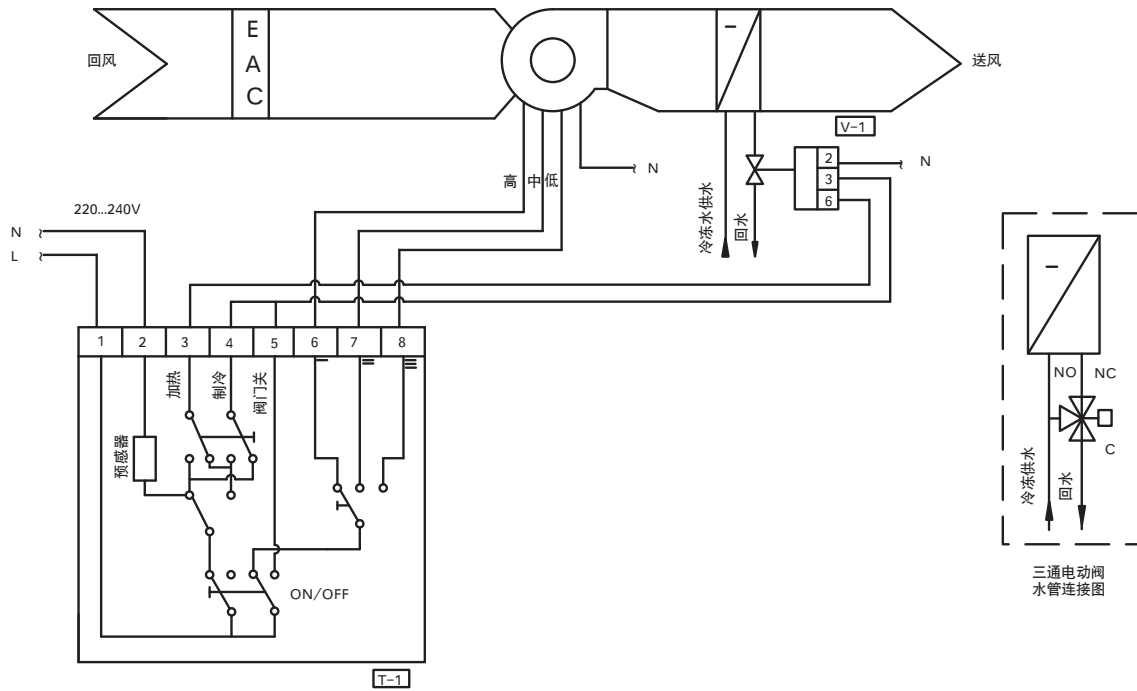 E
A
C
回风
送风
V-1
高 中 低
N
2
3
6
N
冷冻水供水
回水
220...240V
N
L
1 2 3 4 5 6 7 8
加热
制冷
阀门关
预感器
ON/OFF
T-1
NO NC
C
冷冻供水
回水
三通电动阀
水管连接图